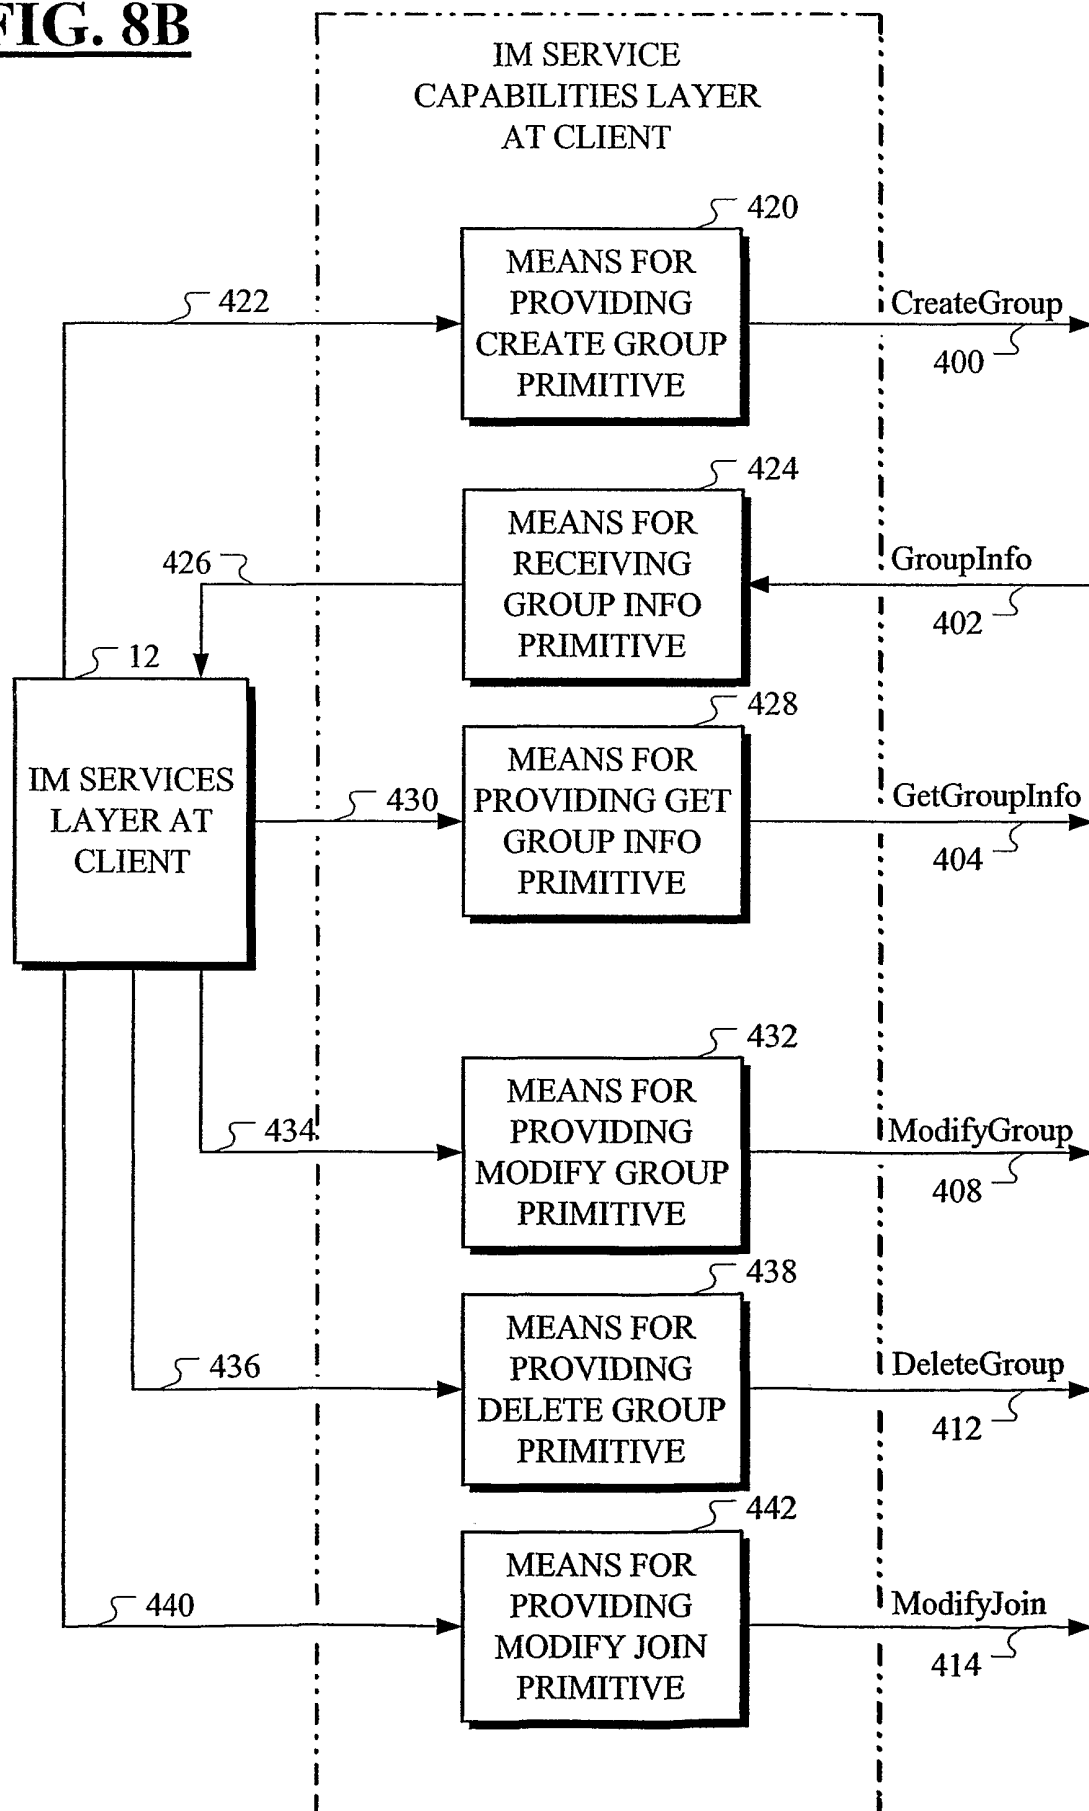 FIG. 8B
IM SERVICE
CAPABILITIES LAYER
AT CLIENT
420
MEANS FOR
PROVIDING
CREATE GROUP
PRIMITIVE
422
CreateGroup
400
424
MEANS FOR
RECEIVING
GROUP INFO
PRIMITIVE
426
GroupInfo
402
12
IM SERVICES
LAYER AT
CLIENT
428
MEANS FOR
PROVIDING GET
GROUP INFO
PRIMITIVE
430
GetGroupInfo
404
432
MEANS FOR
PROVIDING
MODIFY GROUP
PRIMITIVE
434
ModifyGroup
408
438
MEANS FOR
PROVIDING
DELETE GROUP
PRIMITIVE
436
DeleteGroup
412
442
MEANS FOR
PROVIDING
MODIFY JOIN
PRIMITIVE
440
ModifyJoin
414